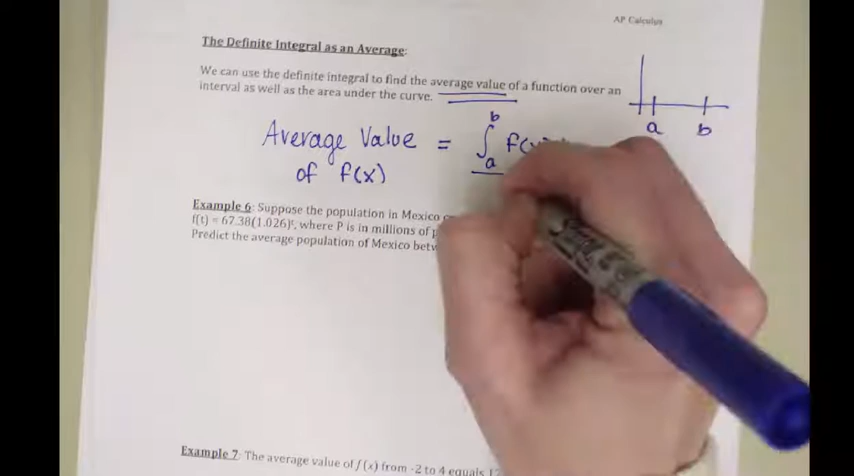 AP Calculus
The Definite Integral as an Average:
We can use the definite integral to find the average value of a function over an
interval as well as the area under the curve.
a b
Average Value = ∫ₐᵇ f(x)
of f(x)
Example 6: Suppose the population in Mexico
f(t) = 67.38(1.026)ᵗ, where P is in millions of
Predict the average population of Mexico
Example 7: The average value of f(x) from -2 to 4 equals